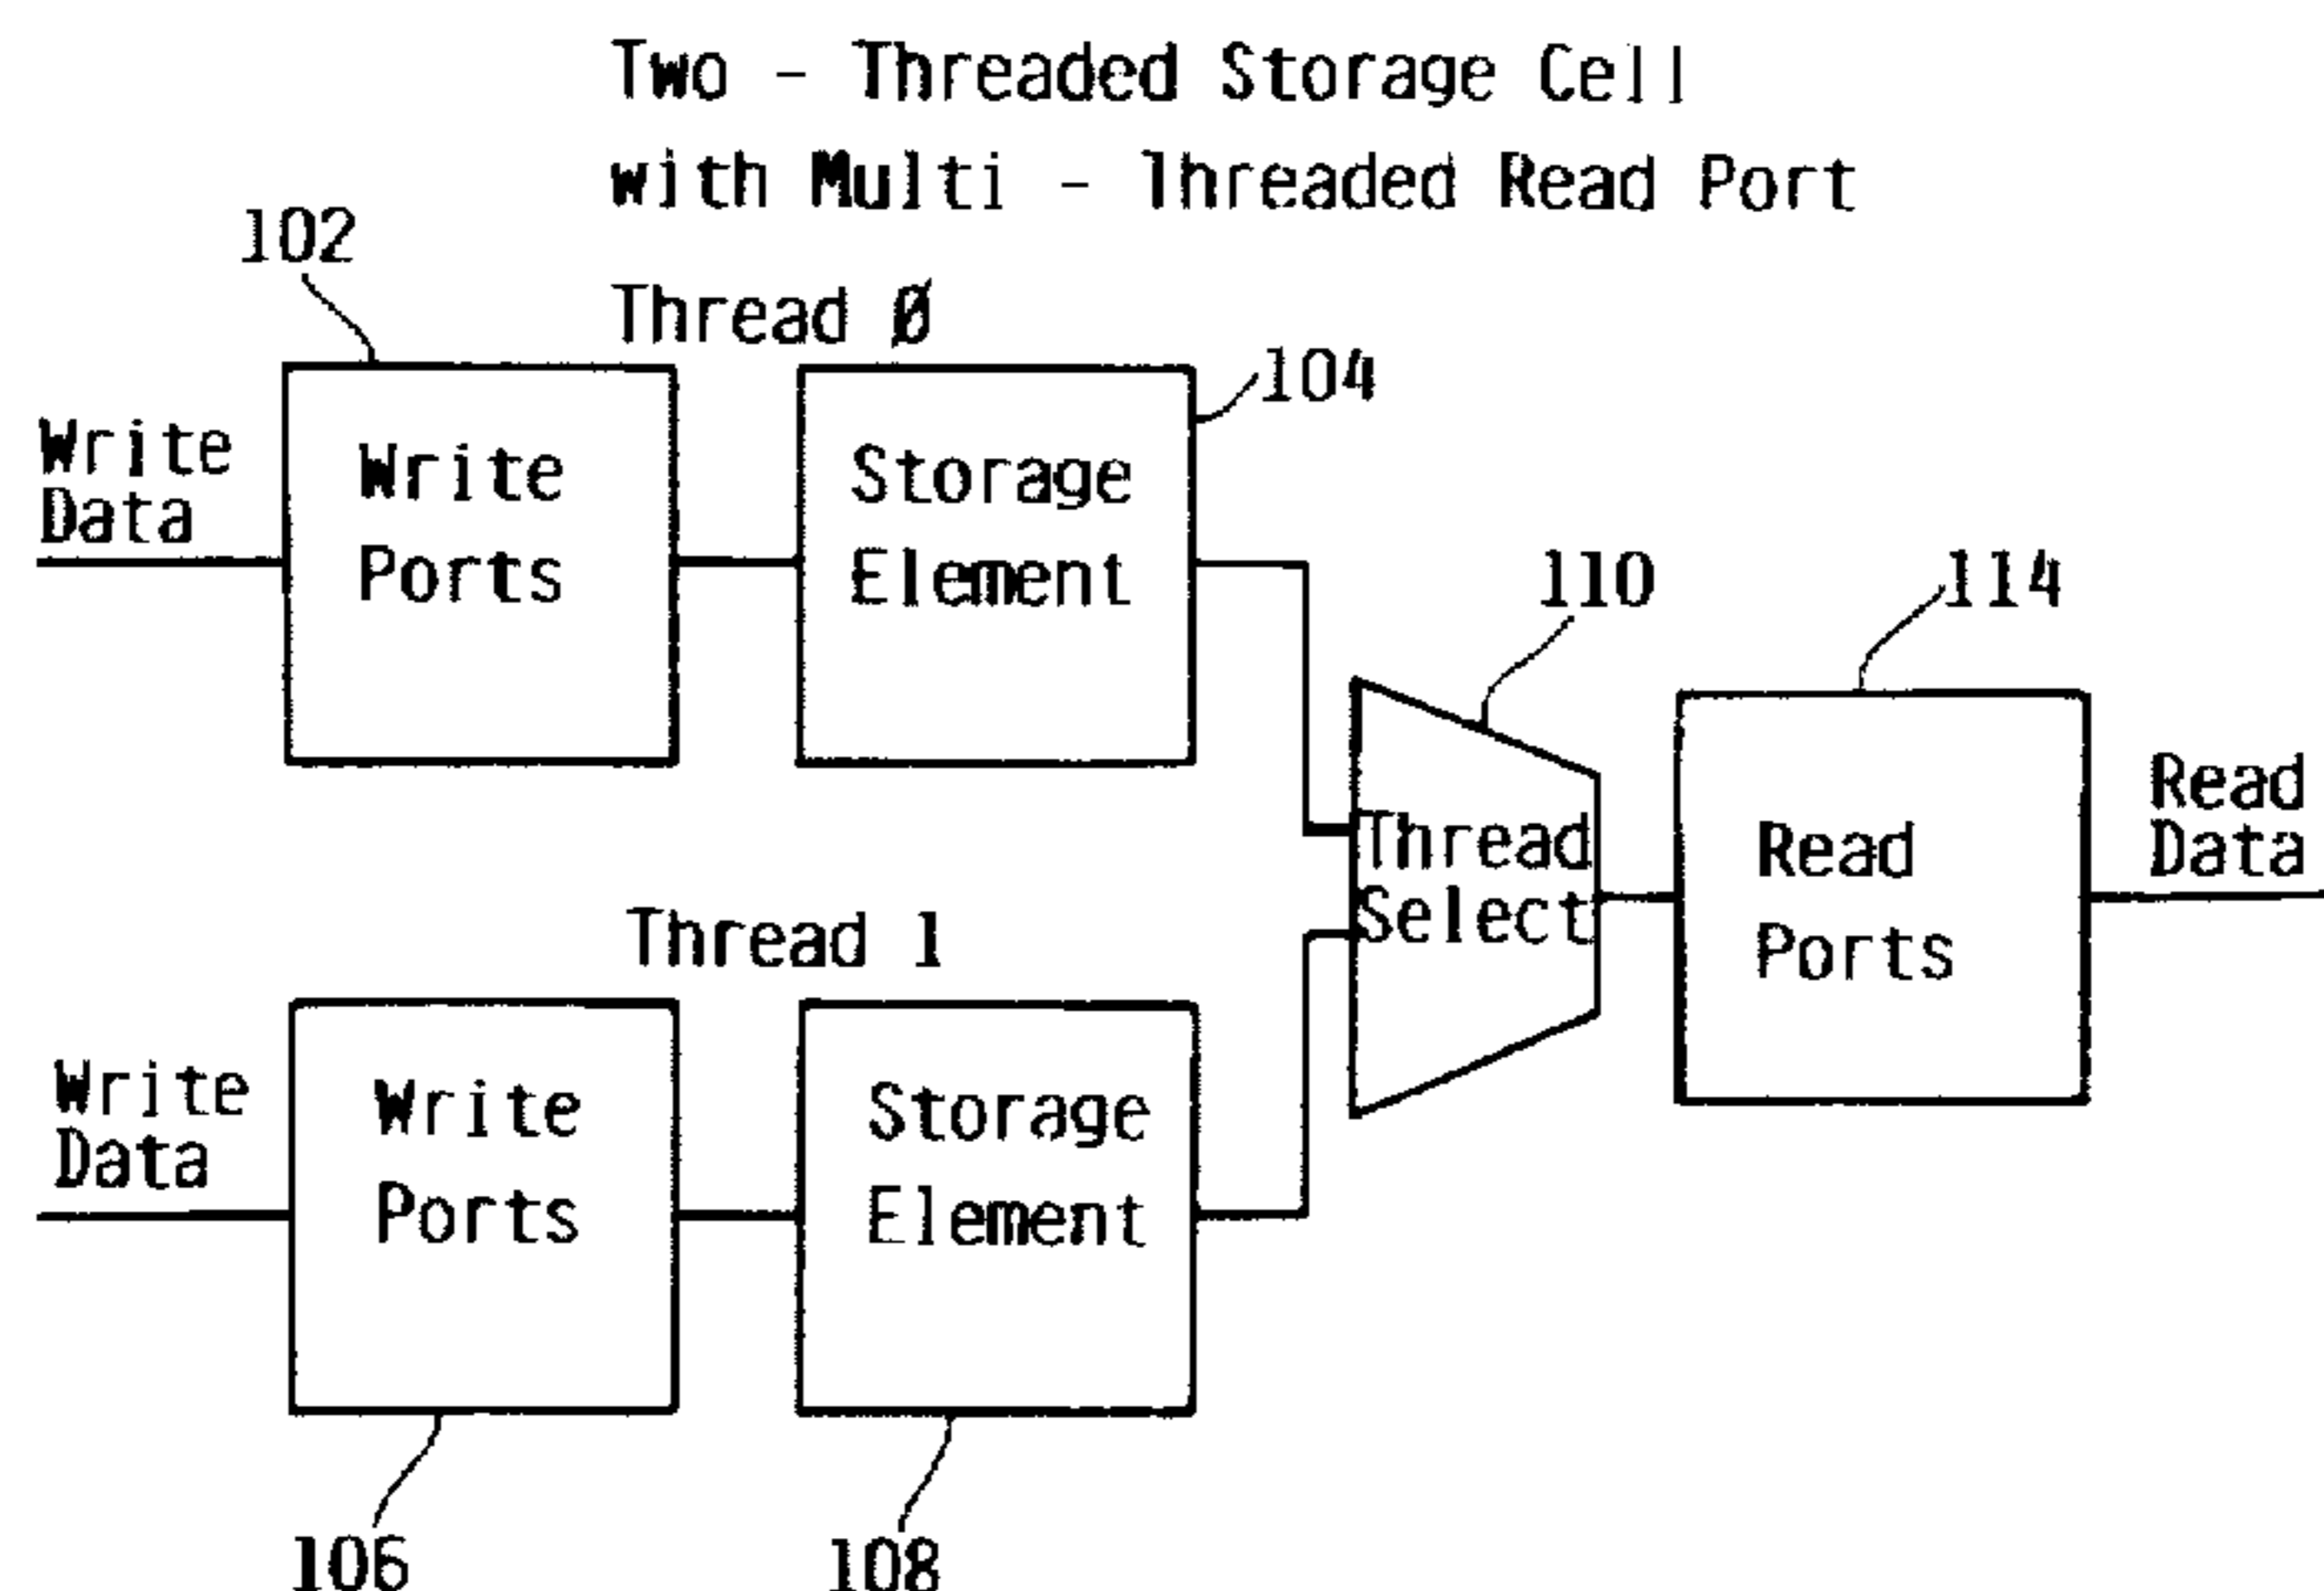 Two - Threaded Storage Cell
with Multi - Threaded Read Port
102
Thread Ø
104
Write
Data
Write
Ports
Storage
Element
110
114
Thread
Select
Read
Ports
Read
Data
Thread 1
Write
Data
Write
Ports
Storage
Element
106
108